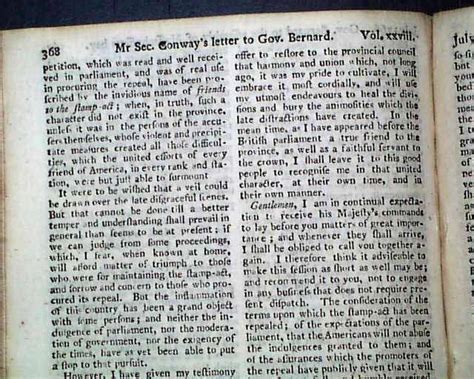 368 Mr Sec. Conway's letter to Gov. Bernard. Vol. xxviii.
petition, which was read and well recei-
ved in parliament, and was of real use
in procuring the repeal, have been pro-
scribed by the invidious name of friends
to the stamp-act; when, in truth, such a
character did not exist in the province,
unless it was in the persons of the accu-
sers themselves, whose violent and precipi-
tate measures created all those difficul-
ties, which the united efforts of every
friend of America, in every rank and sta-
tion, were but just able to surmount
It were to be wished that a veil could
be drawn over the late disgraceful scenes.
But that cannot be done till a better
temper and understanding shall prevail in
general than seems to be at present; if
we can judge from some proceedings,
which, I fear, when known at home,
will afford matter of triumph, to those
who were for maintaining the stamp-act,
and sorrow and concern to those who pro-
cured its repeal. But the inflammation
of this country has been a grand object
with some persons; and neither the in-
dulgence of parliament, nor the modera-
tion of government, nor the exigency of
the times, have as yet been able to put
a stop to that pursuit.
However, I have given my testimony
offer to restore to the provincial council
that harmony and union which, not long
ago, it was my pride to cultivate, I will
embrace it most cordially, and will use
my utmost endeavours to heal the divi-
sions and bury the animosities which the
late distractions have created. In the
mean time, as I have appeared before the
British parliament a true friend to the
province, as well as a faithful servant to
the crown, I shall leave it to this good
people to recognise me in that united
character, at their own time, and in
their own manner.
Gentlemen, I am in continual expecta-
tion to receive his Majesty's commands
to lay before you matters of great impor-
tance; and whenever they shall arrive,
I shall be obliged to call you together a-
gain. I therefore think it adviseable to
make this session as short as well may be;
and recommend it to you, not to engage
in any business that does not require pre-
sent dispatch. The consideration of the
terms upon which the stamp-act has been
repealed; of the expectations of the par-
liament, that the Americans will not abuse
the indulgences granted to them; and
of the assurances which the promoters of
the repeal have
July